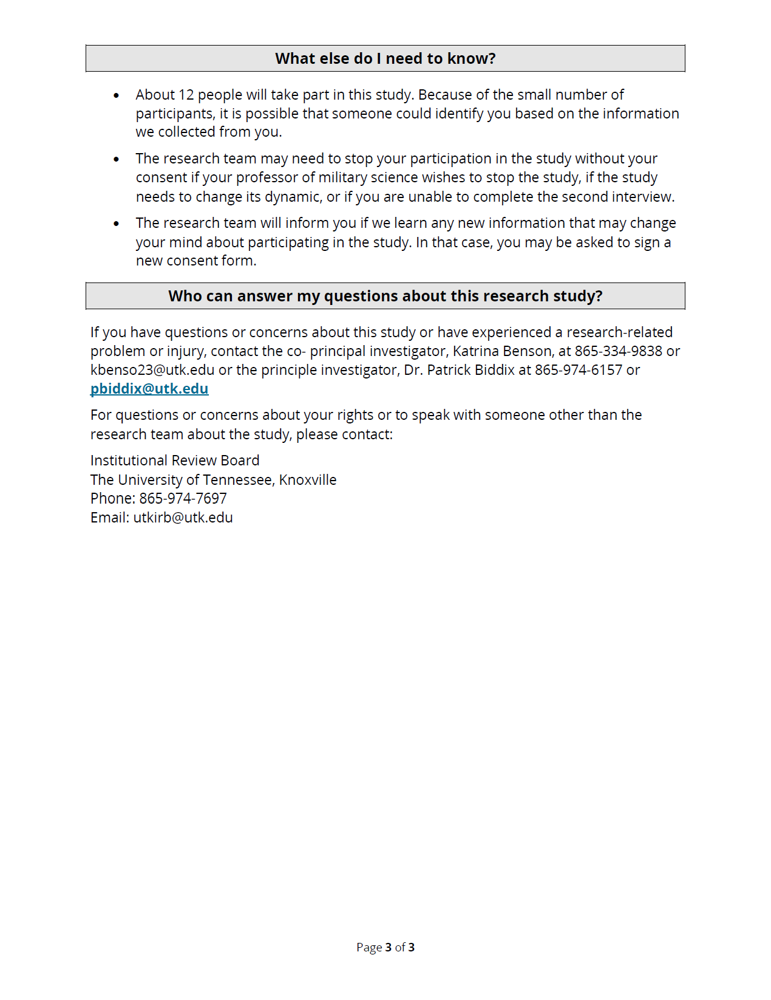 What else do I need to know?
• About 12 people will take part in this study. Because of the small number of
participants, it is possible that someone could identify you based on the information
we collected from you.
• The research team may need to stop your participation in the study without your
consent if your professor of military science wishes to stop the study, if the study
needs to change its dynamic, or if you are unable to complete the second interview.
• The research team will inform you if we learn any new information that may change
your mind about participating in the study. In that case, you may be asked to sign a
new consent form.
Who can answer my questions about this research study?
If you have questions or concerns about this study or have experienced a research-related
problem or injury, contact the co- principal investigator, Katrina Benson, at 865-334-9838 or
kbenso23@utk.edu or the principle investigator, Dr. Patrick Biddix at 865-974-6157 or
pbiddix@utk.edu
For questions or concerns about your rights or to speak with someone other than the
research team about the study, please contact:
Institutional Review Board
The University of Tennessee, Knoxville
Phone: 865-974-7697
Email: utkirb@utk.edu
Page 3 of 3